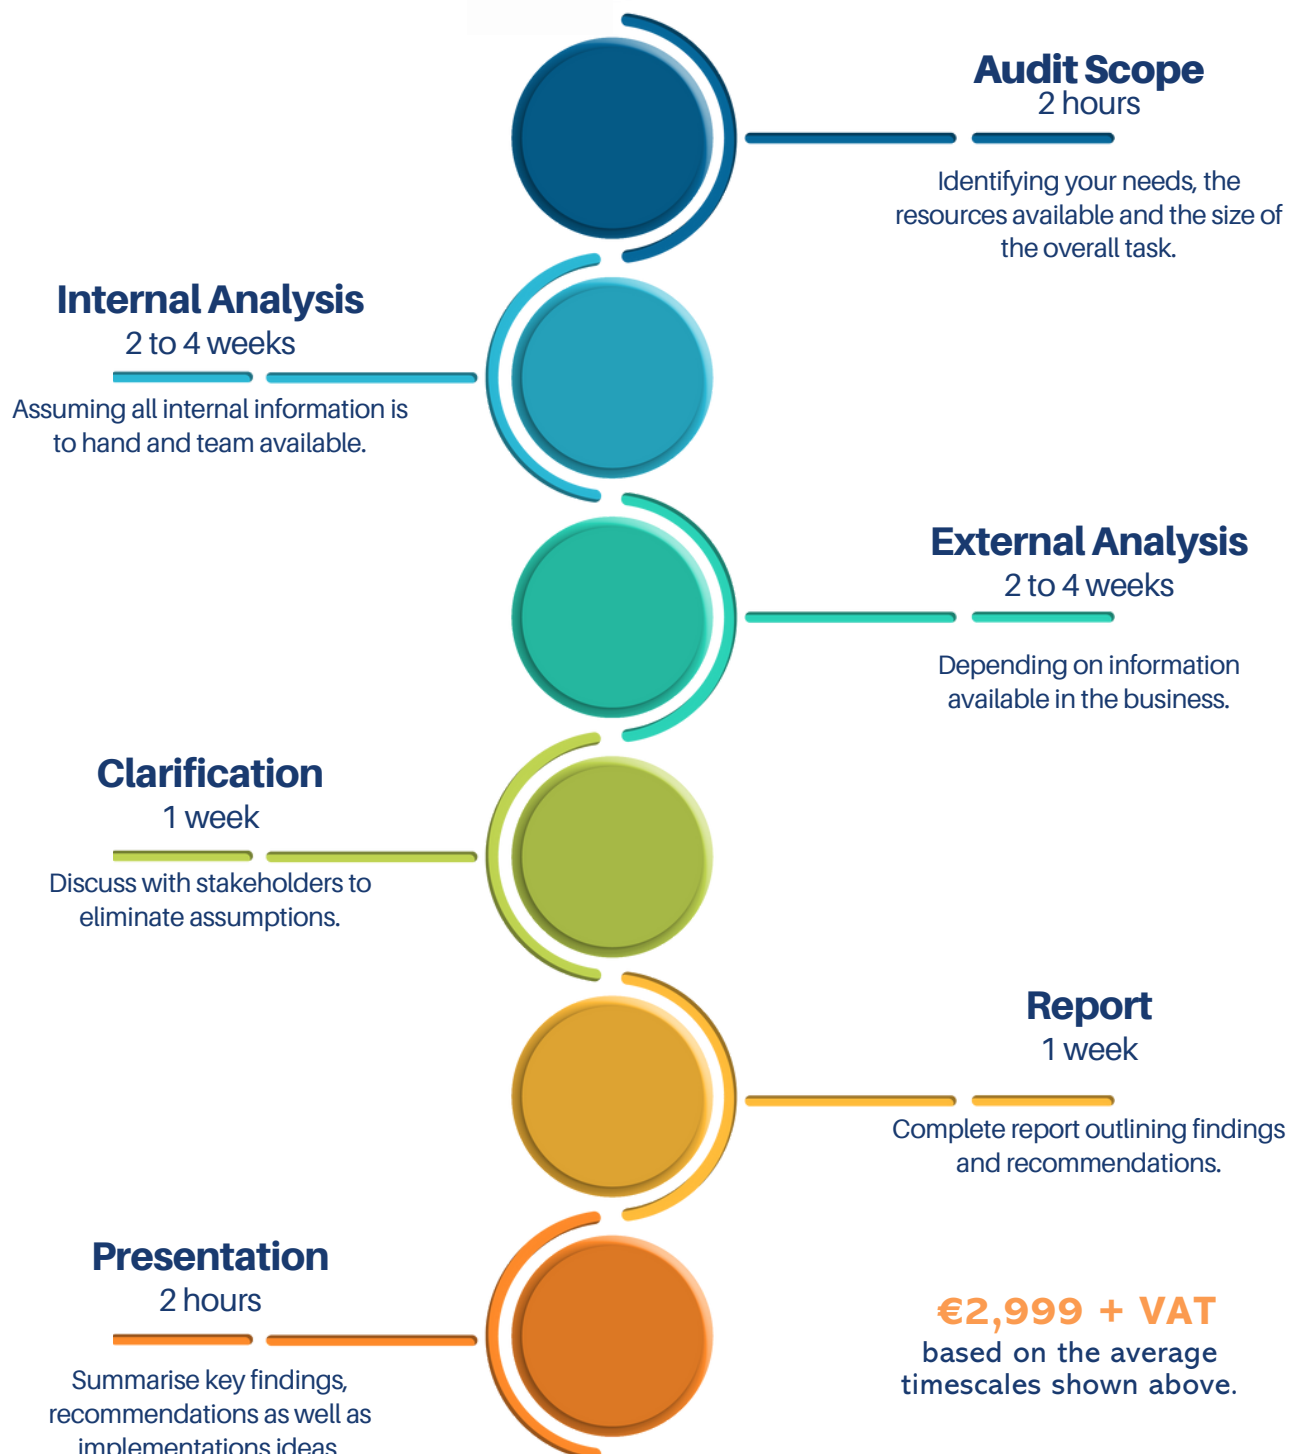 Audit Scope
2 hours
Identifying your needs, the
resources available and the size of
the overall task.
Internal Analysis
2 to 4 weeks
Assuming all internal information is
to hand and team available.
External Analysis
2 to 4 weeks
Depending on information
available in the business.
Clarification
1 week
Discuss with stakeholders to
eliminate assumptions.
Report
1 week
Complete report outlining findings
and recommendations.
Presentation
2 hours
Summarise key findings,
recommendations as well as
implementations ideas
€2,999 + VAT
based on the average
timescales shown above.